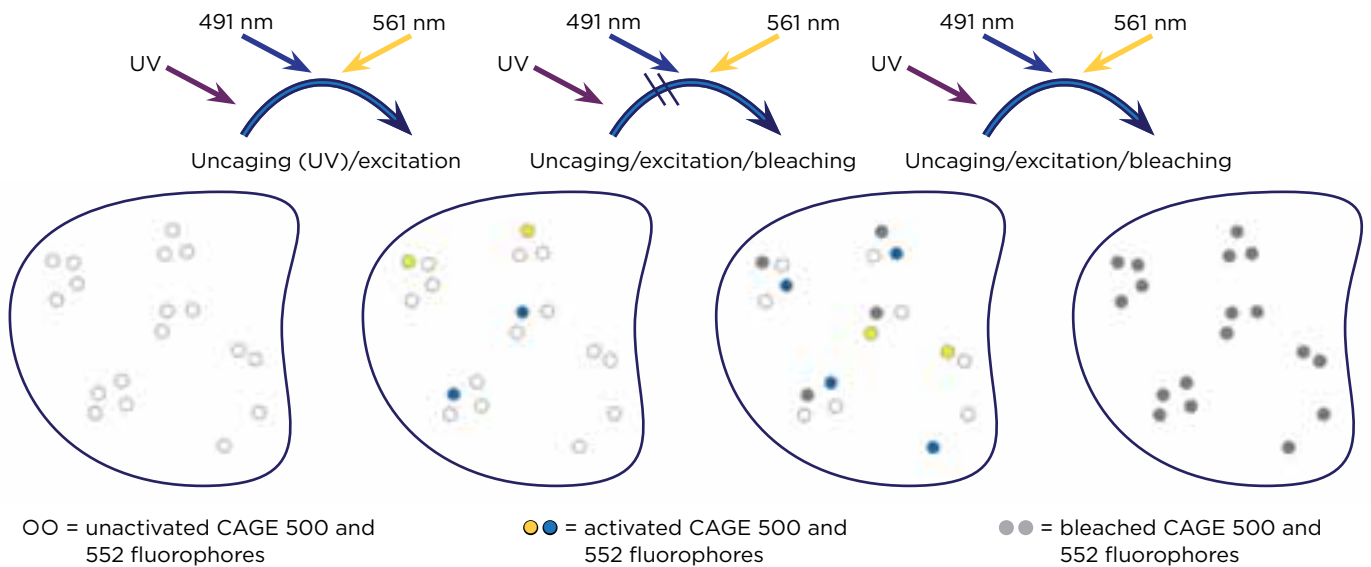 491 nm
561 nm
UV
Uncaging (UV)/excitation
491 nm
561 nm
UV
Uncaging/excitation/bleaching
491 nm
561 nm
UV
Uncaging/excitation/bleaching
= unactivated CAGE 500 and
552 fluorophores
= activated CAGE 500 and
552 fluorophores
= bleached CAGE 500 and
552 fluorophores